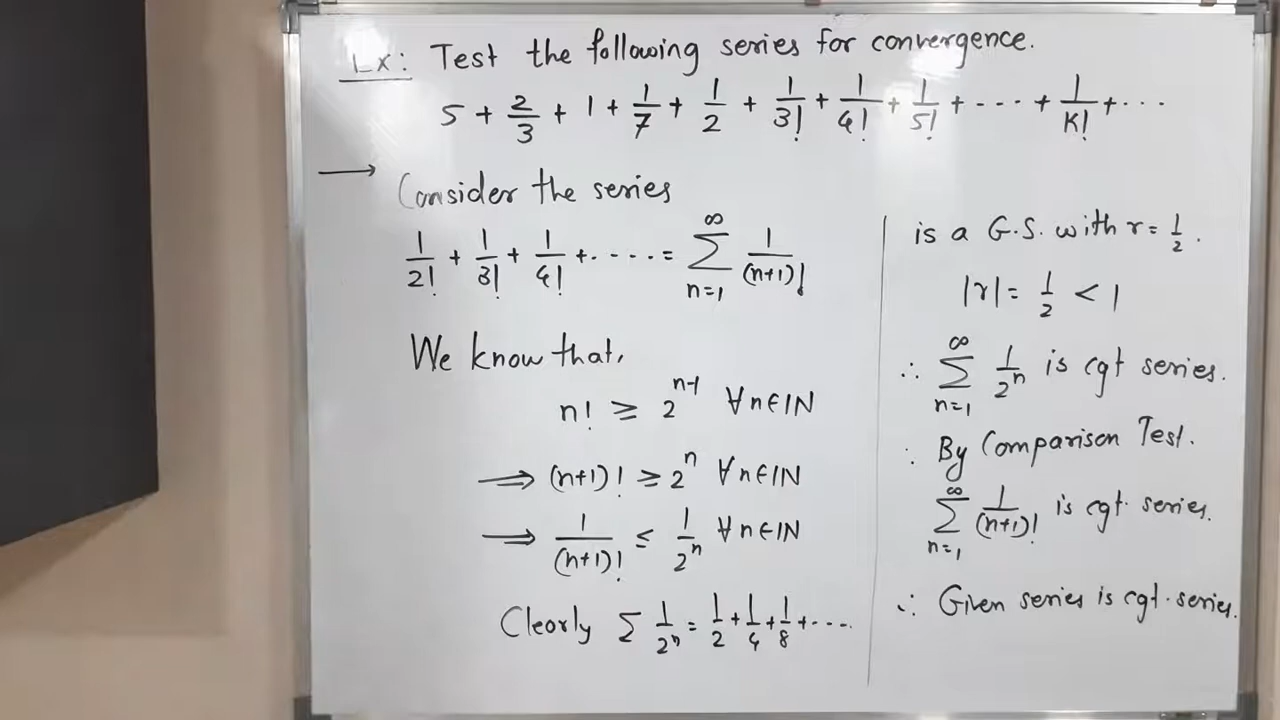 Ex: Test the following series for convergence.
5 + 2/3 + 1 + 1/7 + 1/2 + 1/3! + 1/4! + 1/5! + - - - + 1/K! + - - -
⟶ Consider the series
1/2! + 1/3! + 1/4! + - - - - = ∑_{n=1}^{∞} 1/(n+1)!
We know that,
n! ≥ 2^{n-1} ∀ n ∈ IN
⟹ (n+1)! ≥ 2^n ∀ n ∈ IN
⟹ 1/(n+1)! ≤ 1/2^n ∀ n ∈ IN
Clearly ∑ 1/2^n = 1/2 + 1/4 + 1/8 + - - - -
is a G.S. with r = 1/2.
|r| = 1/2 < 1
∴ ∑_{n=1}^{∞} 1/2^n is cgt series.
∴ By Comparison Test.
∑_{n=1}^{∞} 1/(n+1)! is cgt. series.
∴ Given series is cgt. series.